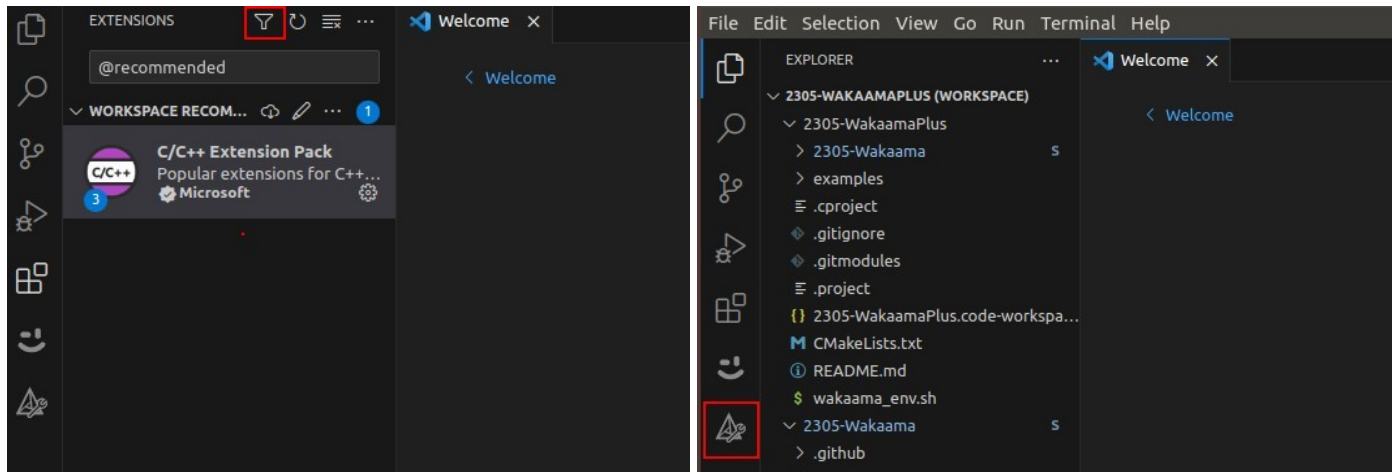 EXTENSIONS
Welcome
@recommended
Welcome
WORKSPACE RECOM...
1
C/C++ Extension Pack
C/C++
Popular extensions for C++...
3
Microsoft
File Edit Selection View Go Run Terminal Help
EXPLORER
Welcome
2305-WAKAAMAPLUS (WORKSPACE)
Welcome
2305-WakaamaPlus
2305-Wakaama S
examples
.cproject
.gitignore
.gitmodules
.project
{} 2305-WakaamaPlus.code-workspa...
M CMakeLists.txt
README.md
$ wakaama_env.sh
2305-Wakaama S
.github